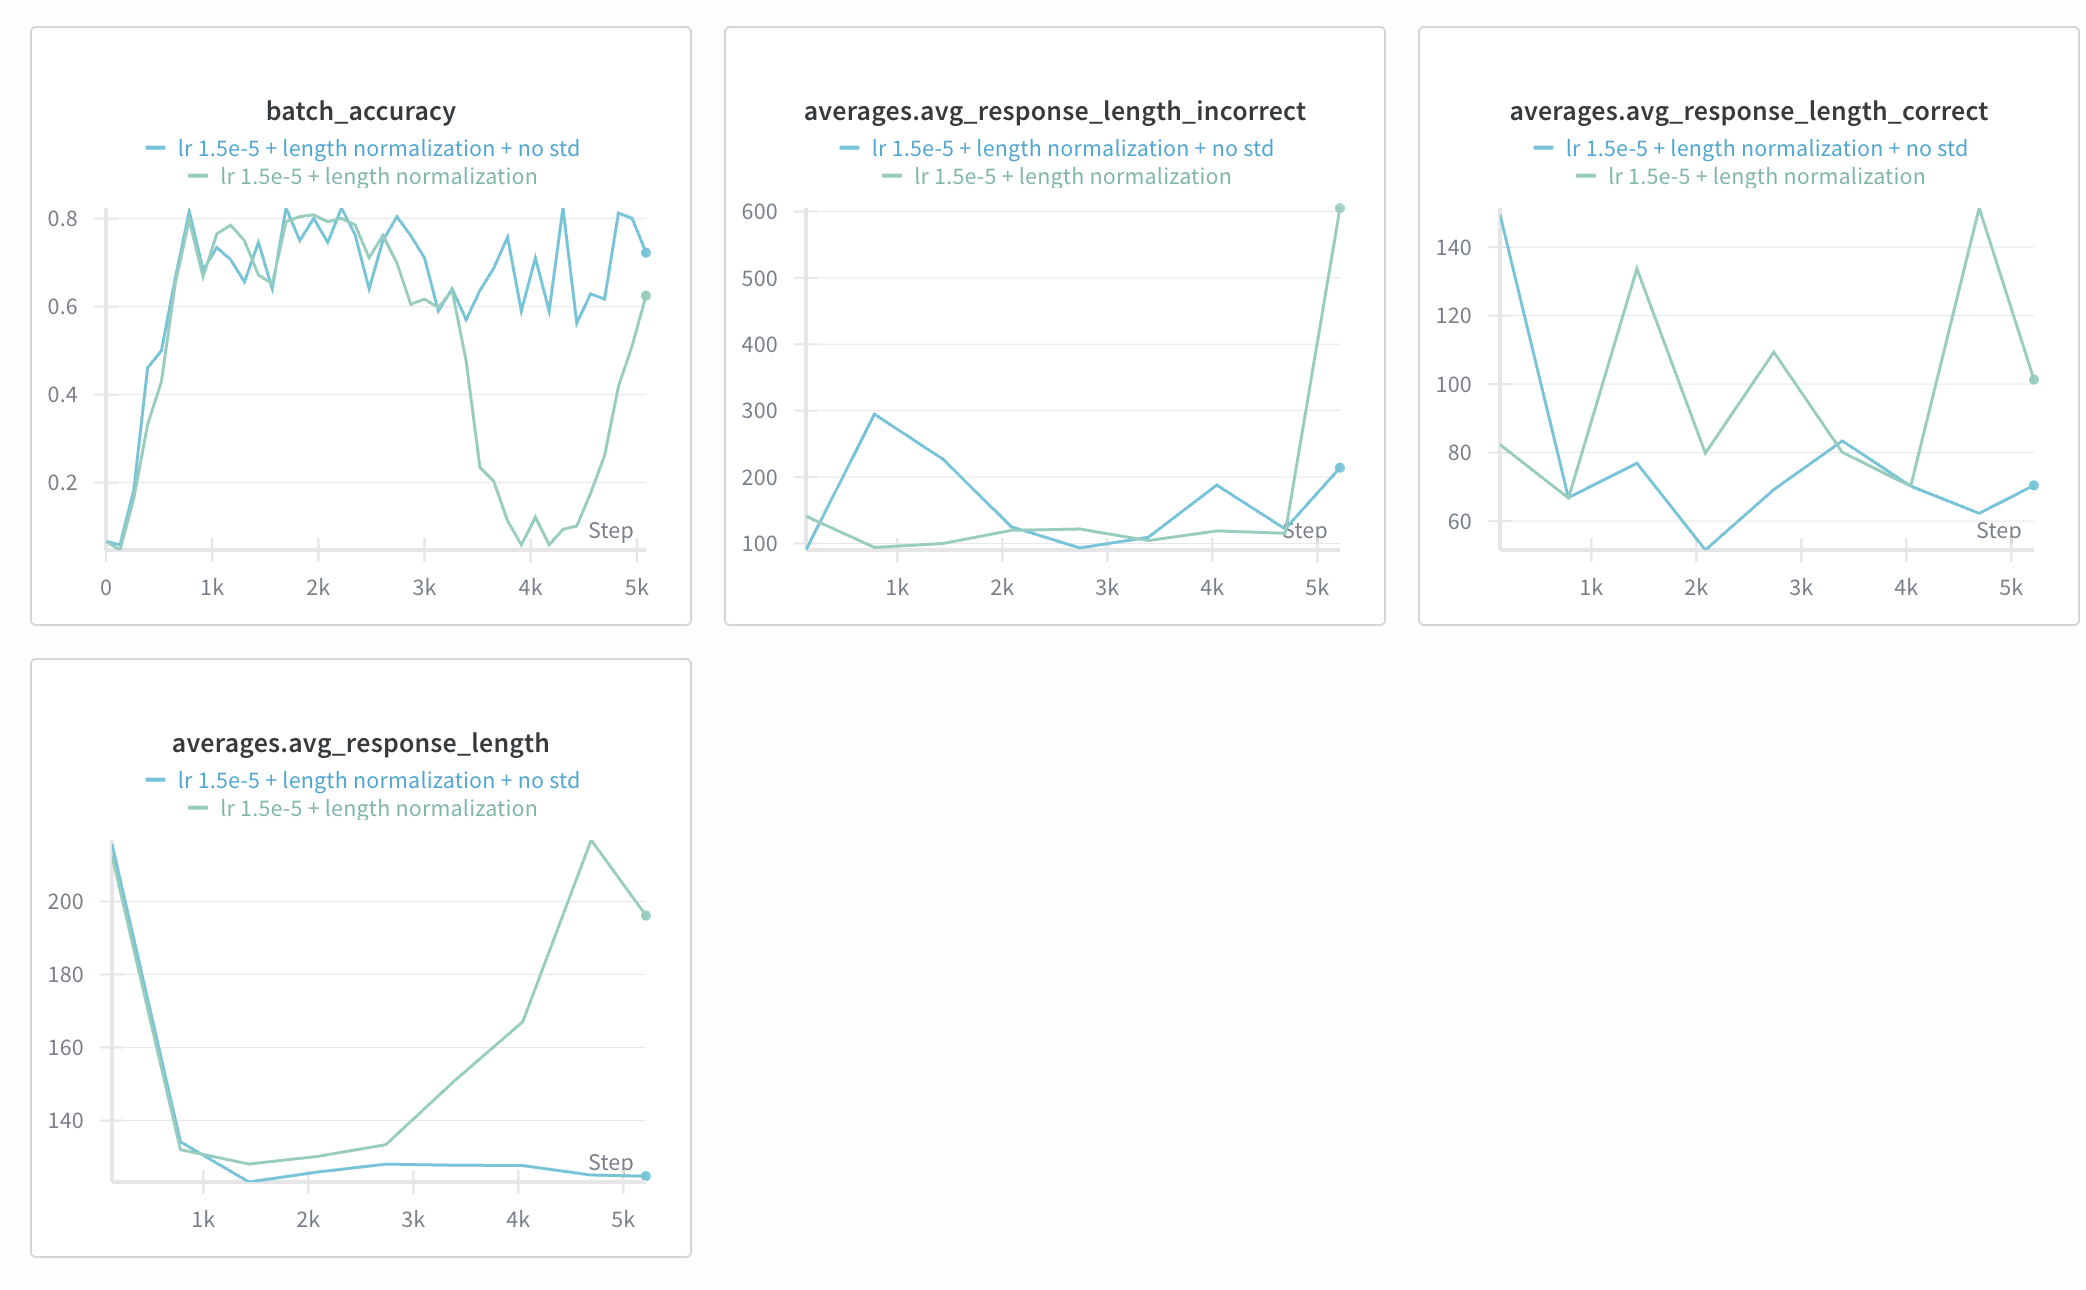 batch_accuracy
lr 1.5e-5 + length normalization + no std
lr 1.5e-5 + length normalization
0.8
0.6
0.4
0.2
Step
0 1k 2k 3k 4k 5k
averages.avg_response_length_incorrect
lr 1.5e-5 + length normalization + no std
lr 1.5e-5 + length normalization
600
500
400
300
200
100
Step
1k 2k 3k 4k 5k
averages.avg_response_length_correct
lr 1.5e-5 + length normalization + no std
lr 1.5e-5 + length normalization
140
120
100
80
60
Step
1k 2k 3k 4k 5k
averages.avg_response_length
lr 1.5e-5 + length normalization + no std
lr 1.5e-5 + length normalization
200
180
160
140
Step
1k 2k 3k 4k 5k